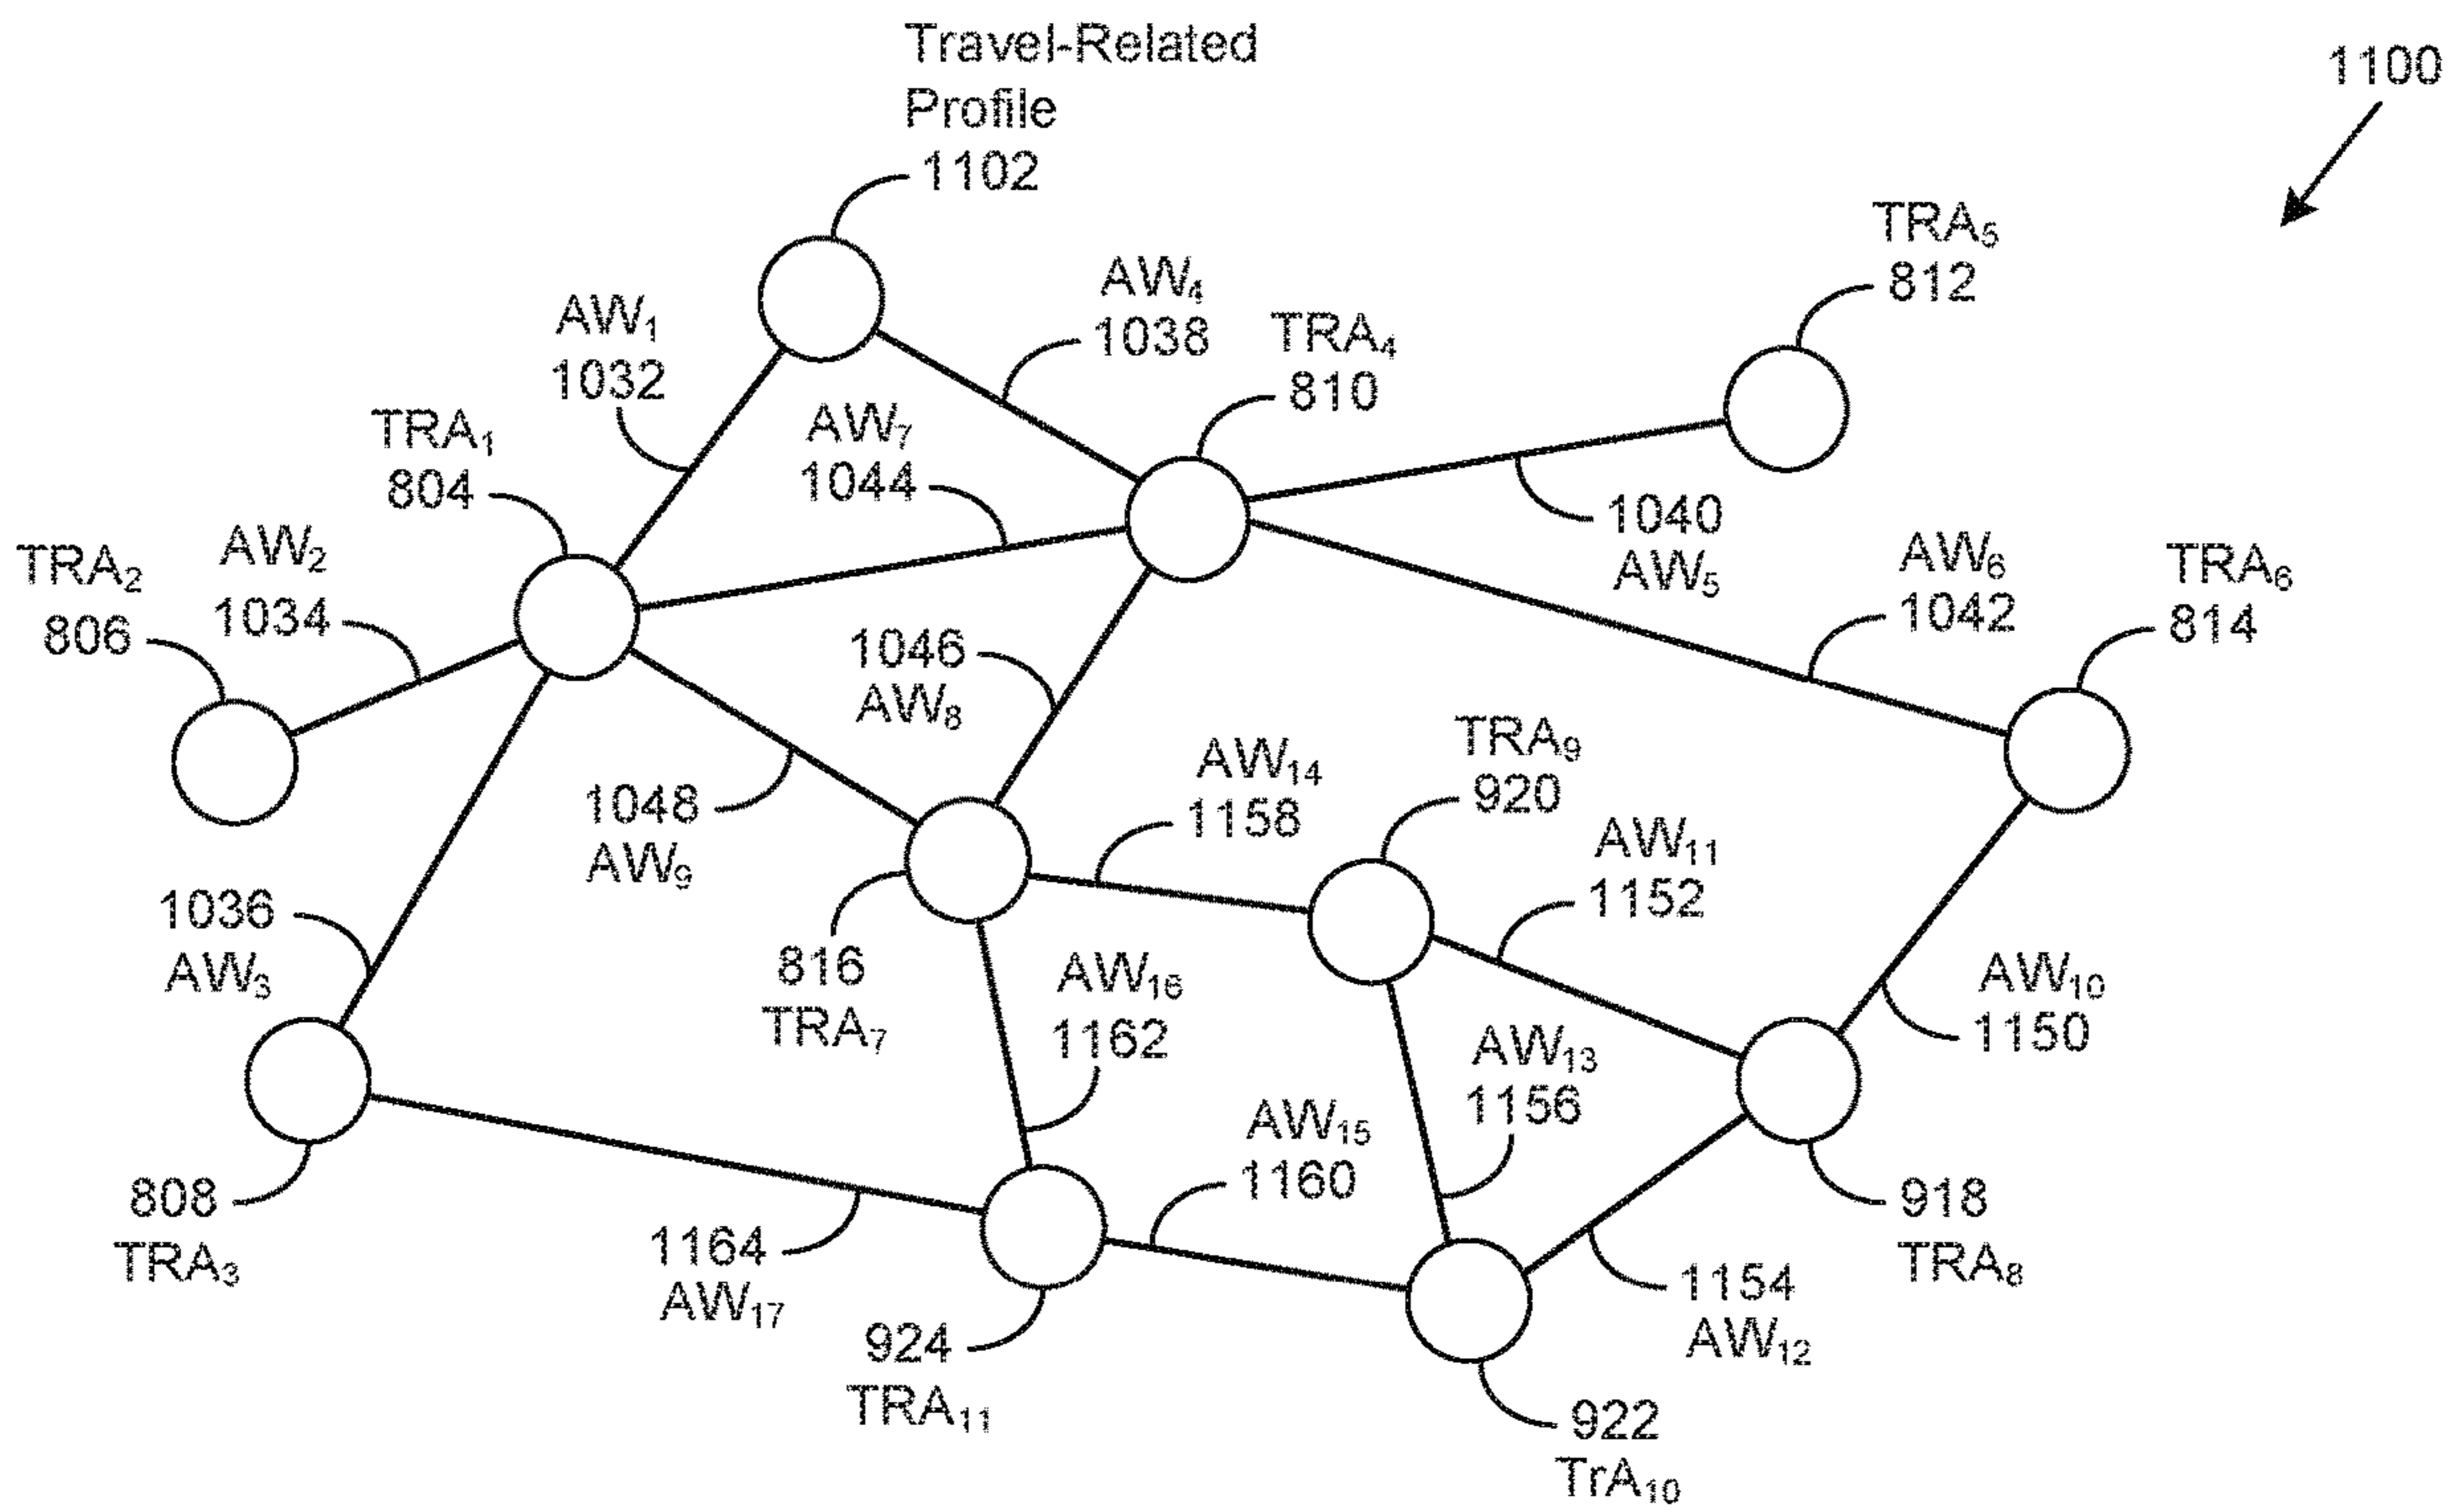 Travel-Related
Profile
1102
1100
TRA₅
812
AW₄
1038
AW₁
1032
TRA₄
810
TRA₁
804
AW₇
1044
1040
AW₅
AW₆
1042
TRA₆
814
AW₂
1034
TRA₂
806
1046
AW₈
AW₁₄
1158
TRA₉
920
1048
AW₉
AW₁₁
1152
1036
AW₃
816
TRA₇
AW₁₆
1162
AW₁₀
1150
AW₁₃
1156
AW₁₅
1160
808
TRA₃
918
TRA₈
1164
AW₁₇
1154
AW₁₂
924
TRA₁₁
922
TrA₁₀